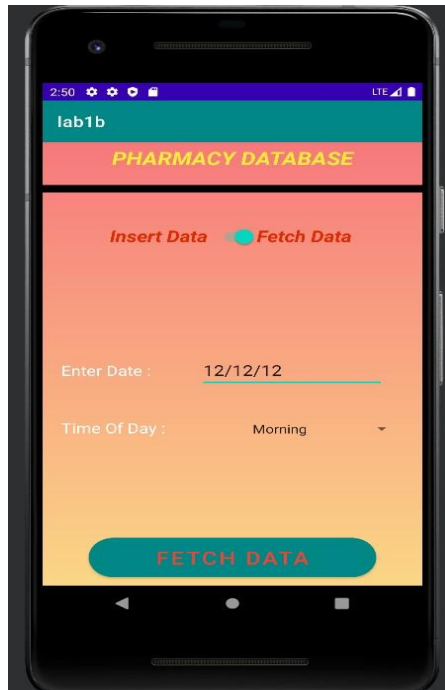 2:50 LTE
lab1b
PHARMACY DATABASE
Insert Data Fetch Data
Enter Date : 12/12/12
Time Of Day : Morning
FETCH DATA